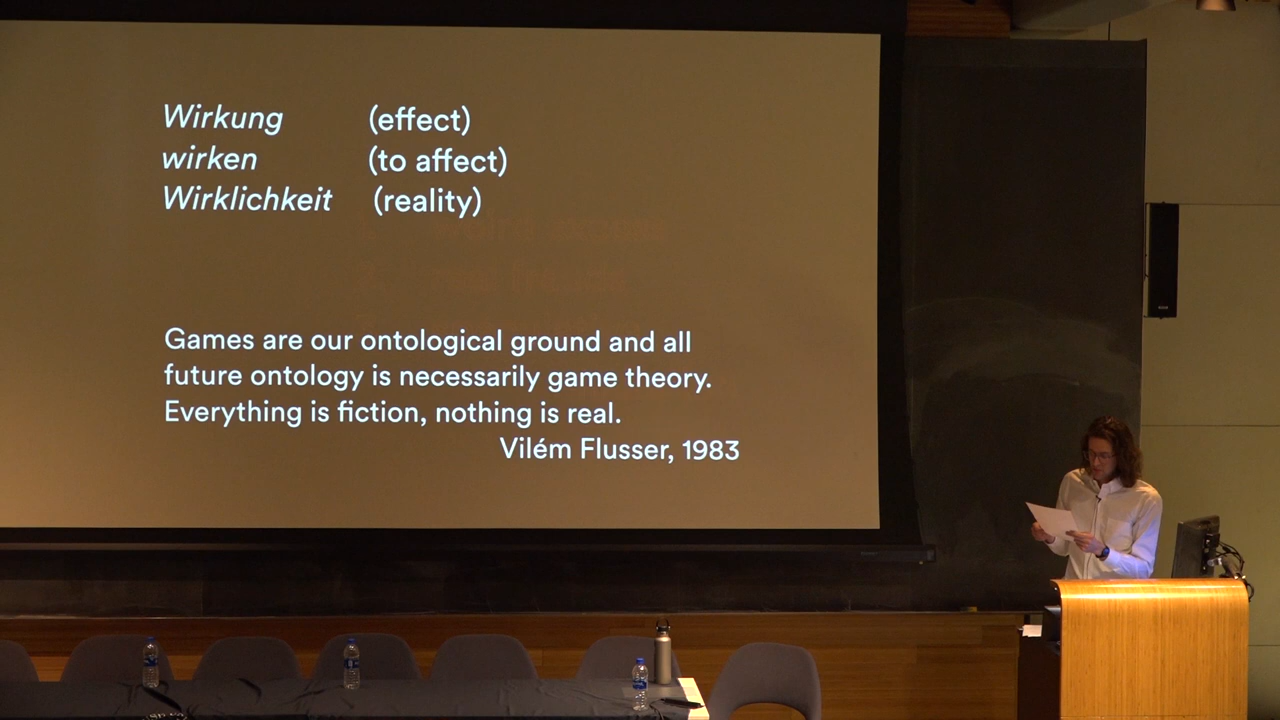 Wirkung (effect)
wirken (to affect)
Wirklichkeit (reality)
Games are our ontological ground and all
future ontology is necessarily game theory.
Everything is fiction, nothing is real.
Vilém Flusser, 1983